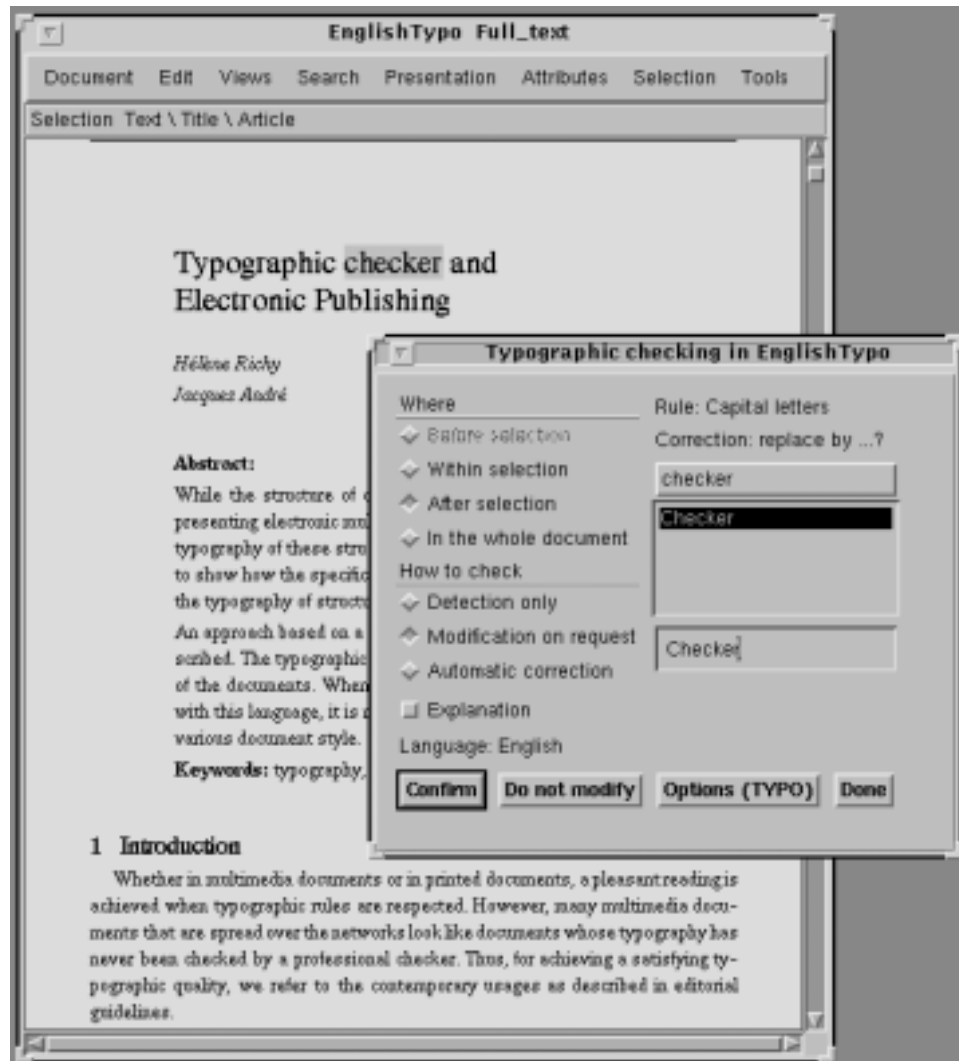 EnglishTypo Full_text
Document Edit Views Search Presentation Attributes Selection Tools
Selection Text \ Title \ Article
Typographic checker and
Electronic Publishing
Hélène Richy
Jacques André
Abstract:
While the structure of
presenting electronic
typography of these
to show how the
the typography of
An approach based on a
scribed. The typographic
of the documents. When
with this language, it is
various document style.
Keywords: typography,
1 Introduction
Whether in multimedia documents or in printed documents, a pleasant reading is
achieved when typographic rules are respected. However, many multimedia docu-
ments that are spread over the networks look like documents whose typography has
never been checked by a professional checker. Thus, for achieving a satisfying ty-
pographic quality, we refer to the contemporary usages as described in editorial
guidelines.
Typographic checking in EnglishTypo
Where
Before selection
Within selection
After selection
In the whole document
How to check
Detection only
Modification on request
Automatic correction
Explanation
Language: English
Rule: Capital letters
Correction: replace by ...?
checker
Checker
Checker
Confirm Do not modify Options (TYPO) Done